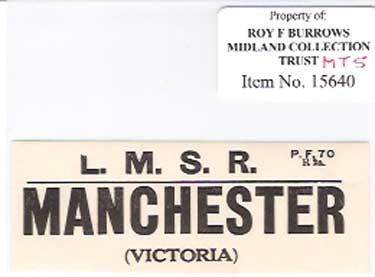 Property of:
ROY F BURROWS
MIDLAND COLLECTION
TRUST MTS
Item No. 15640
L. M. S. R.
P. F. 70
MANCHESTER
(VICTORIA)